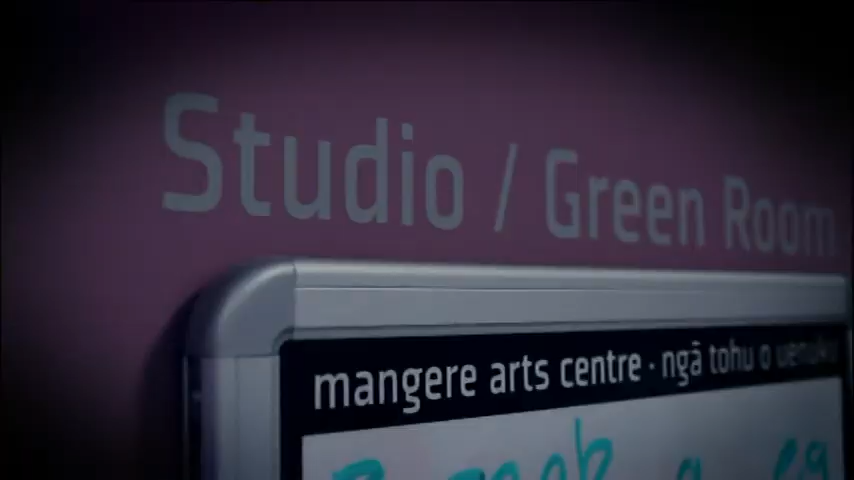 Studio / Green Room
mangere arts centre · ngā tohu o uenuku